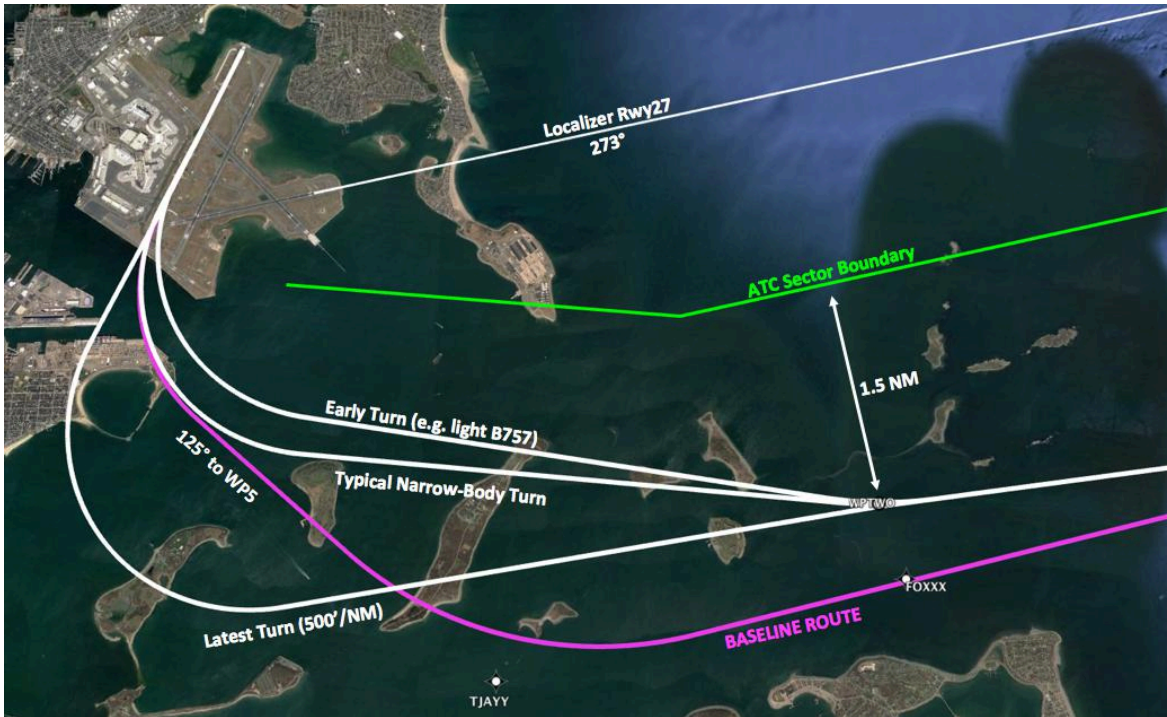 Localizer Rwy27
273°
ATC Sector Boundary
1.5 NM
Early Turn (e.g. light B757)
125° to WP5
Typical Narrow-Body Turn
WPTWO
FOXXX
Latest Turn (500'/NM)
BASELINE ROUTE
TJAYY